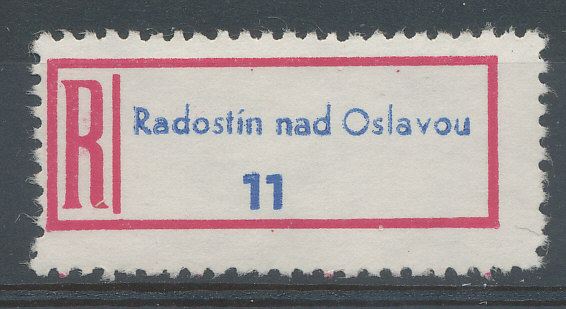 R
Radostín nad Oslavou
11